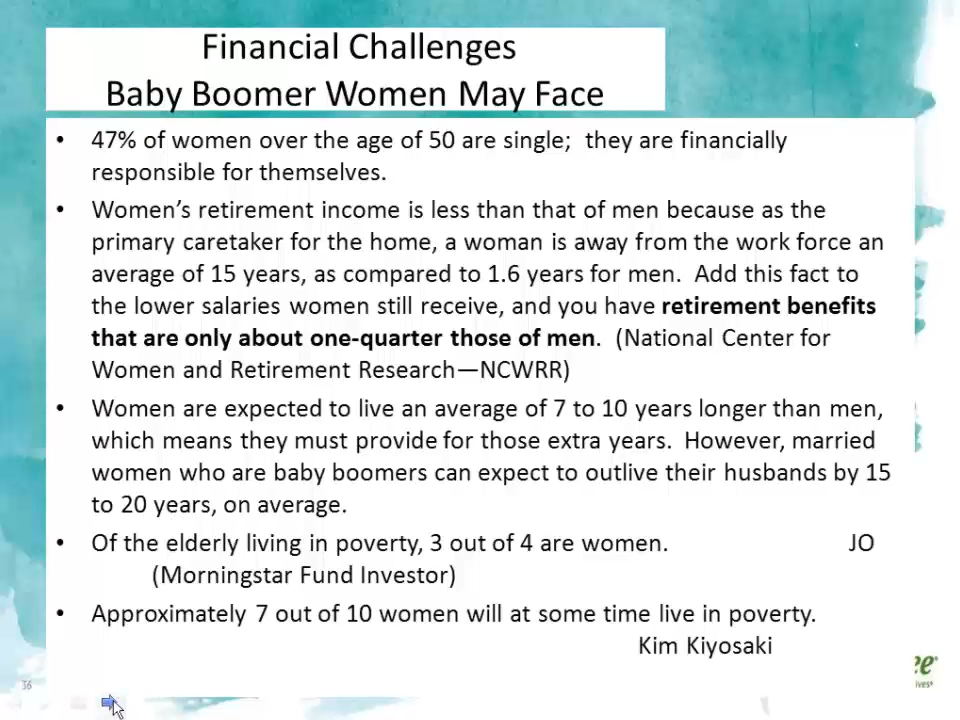 Financial Challenges
Baby Boomer Women May Face
• 47% of women over the age of 50 are single;  they are financially
responsible for themselves.
• Women's retirement income is less than that of men because as the
primary caretaker for the home, a woman is away from the work force an
average of 15 years, as compared to 1.6 years for men.  Add this fact to
the lower salaries women still receive, and you have retirement benefits
that are only about one-quarter those of men.  (National Center for
Women and Retirement Research—NCWRR)
• Women are expected to live an average of 7 to 10 years longer than men,
which means they must provide for those extra years.  However, married
women who are baby boomers can expect to outlive their husbands by 15
to 20 years, on average.
• Of the elderly living in poverty, 3 out of 4 are women. JO
(Morningstar Fund Investor)
• Approximately 7 out of 10 women will at some time live in poverty.
Kim Kiyosaki
36